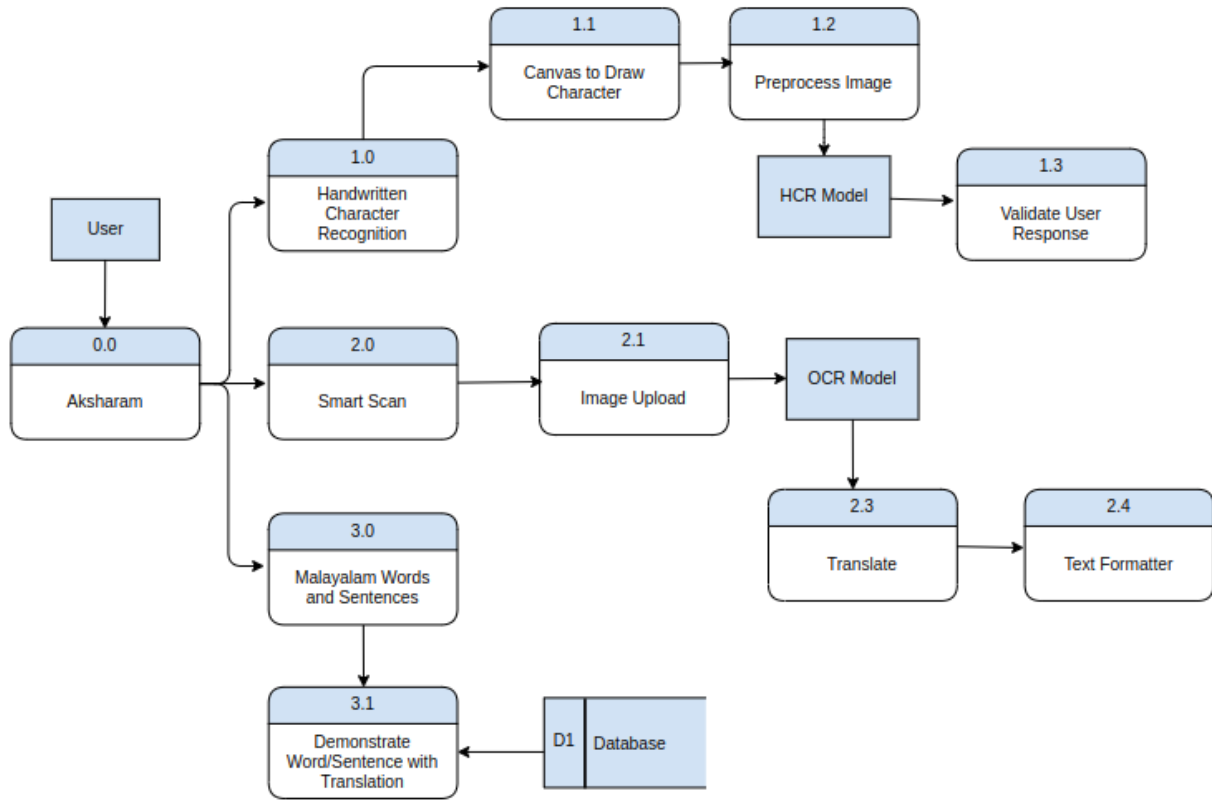 1.1
Canvas to Draw
Character
1.2
Preprocess Image
1.0
Handwritten
Character
Recognition
HCR Model
1.3
Validate User
Response
User
0.0
Aksharam
2.0
Smart Scan
2.1
Image Upload
OCR Model
2.3
Translate
2.4
Text Formatter
3.0
Malayalam Words
and Sentences
3.1
Demonstrate
Word/Sentence with
Translation
D1
Database